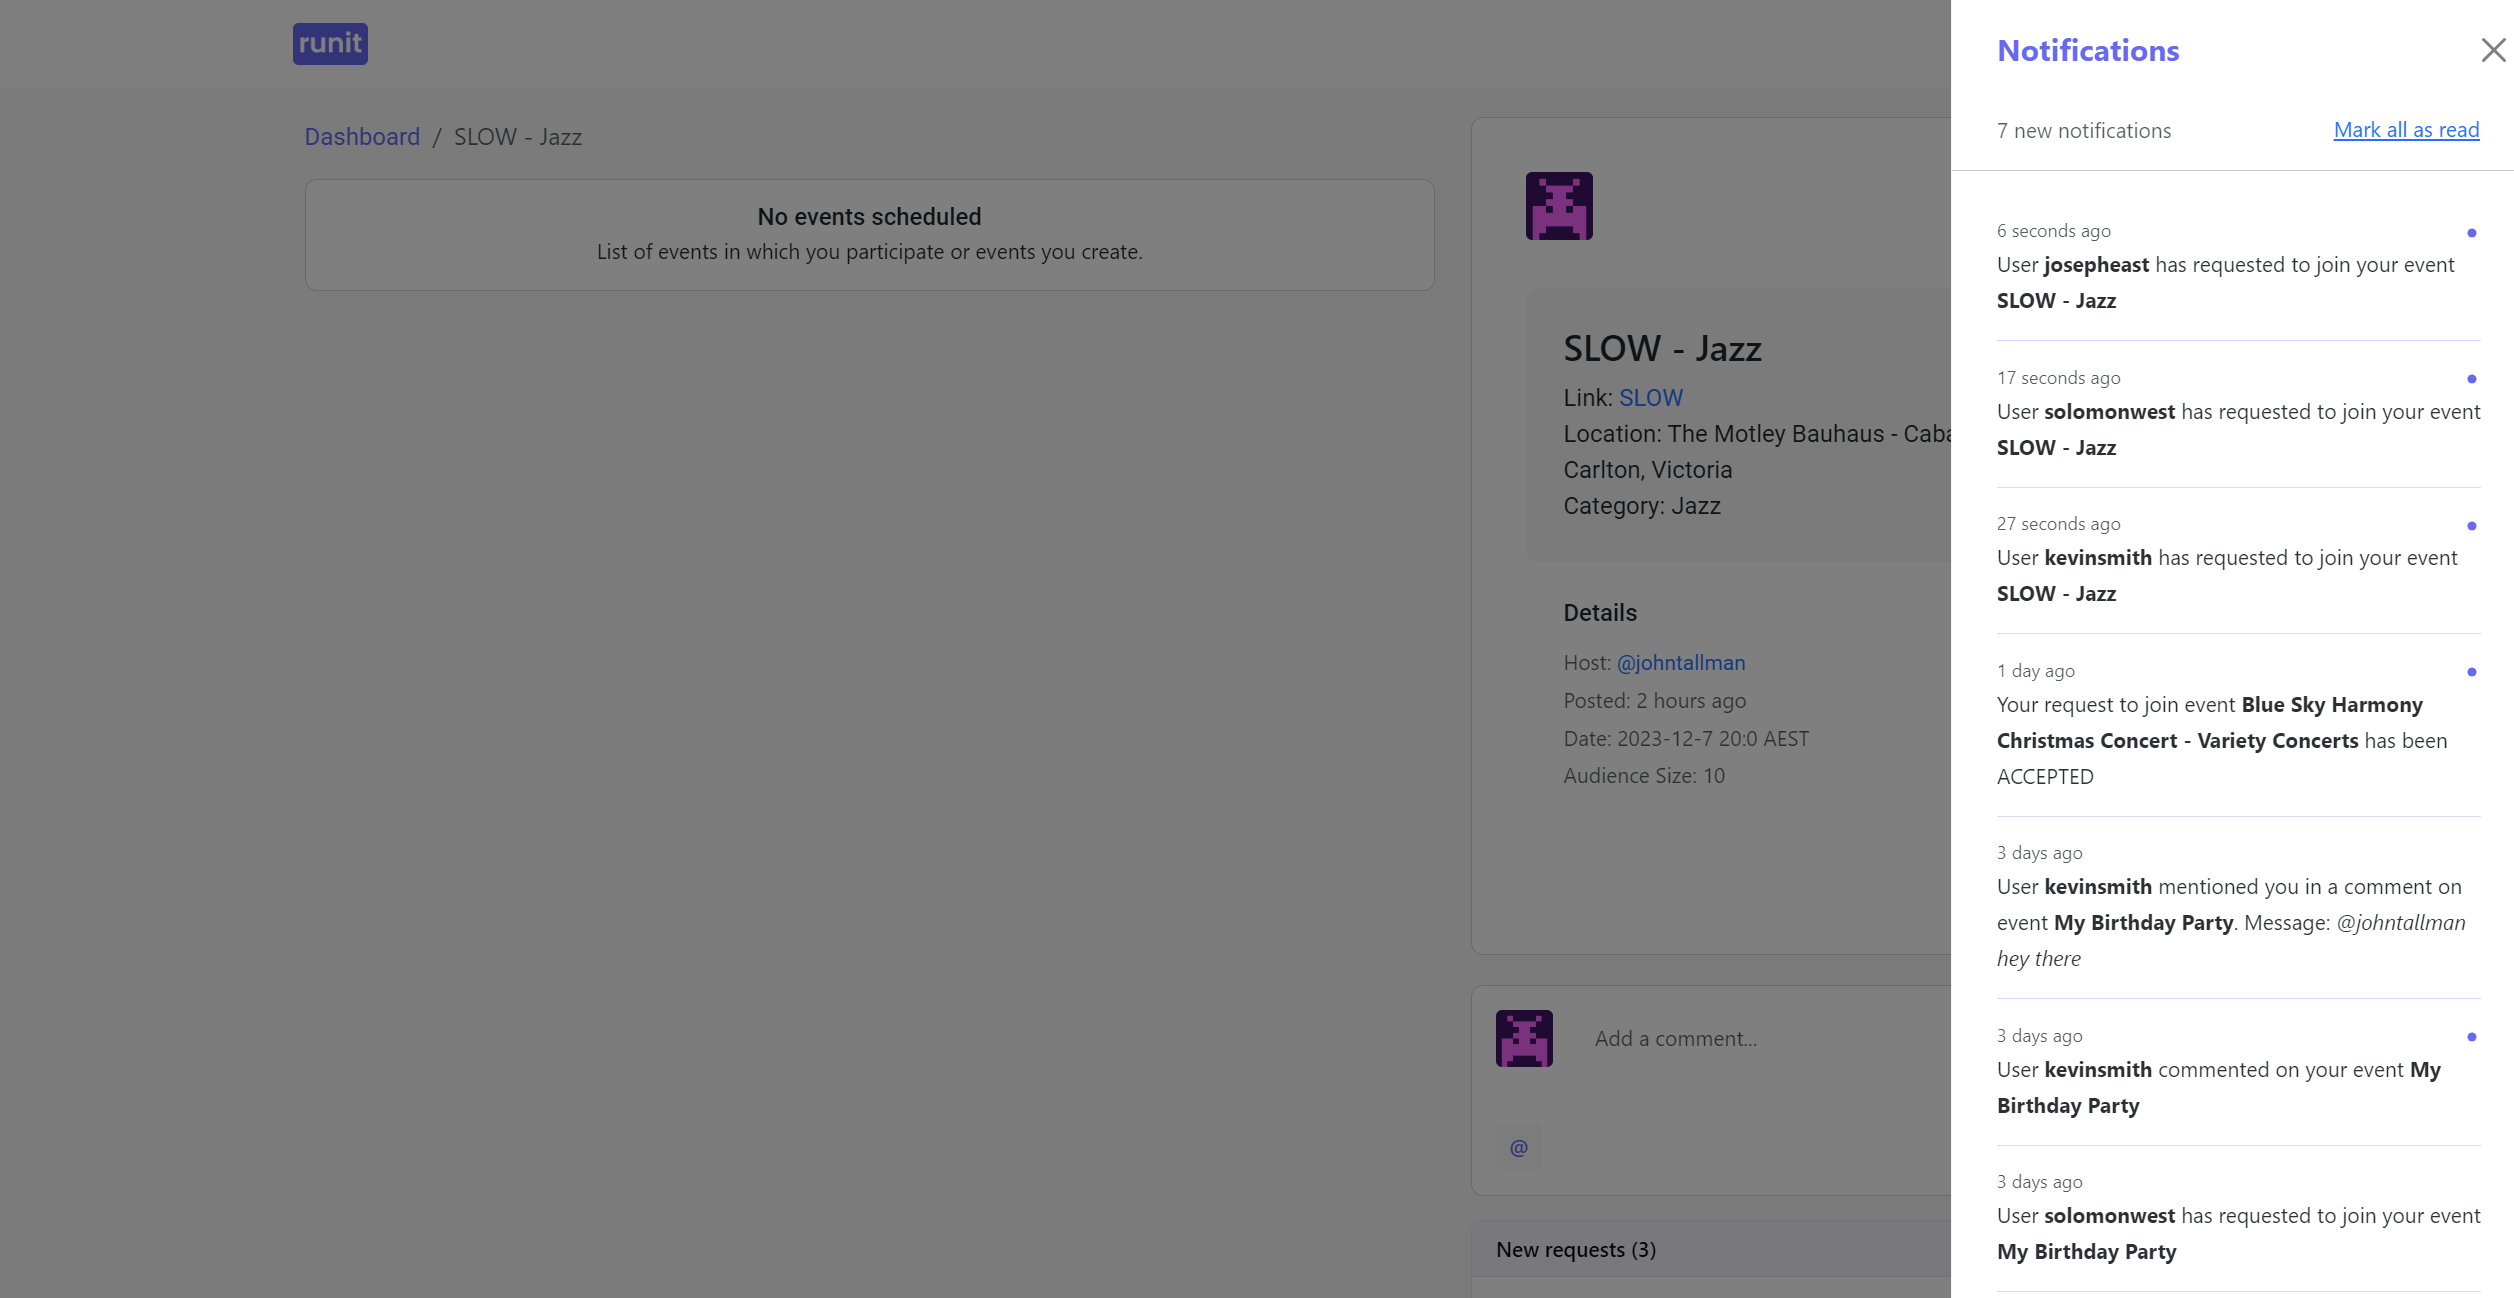 runit
Dashboard / SLOW - Jazz
No events scheduled
List of events in which you participate or events you create.
SLOW - Jazz
Link: SLOW
Location: The Motley Bauhaus - Caba
Carlton, Victoria
Category: Jazz
Details
Host: @johntallman
Posted: 2 hours ago
Date: 2023-12-7 20:0 AEST
Audience Size: 10
Add a comment...
@
New requests (3)
Notifications
7 new notifications
Mark all as read
6 seconds ago
User josepheast has requested to join your event
SLOW - Jazz
17 seconds ago
User solomonwest has requested to join your event
SLOW - Jazz
27 seconds ago
User kevinsmith has requested to join your event
SLOW - Jazz
1 day ago
Your request to join event Blue Sky Harmony
Christmas Concert - Variety Concerts has been
ACCEPTED
3 days ago
User kevinsmith mentioned you in a comment on
event My Birthday Party. Message: @johntallman
hey there
3 days ago
User kevinsmith commented on your event My
Birthday Party
3 days ago
User solomonwest has requested to join your event
My Birthday Party